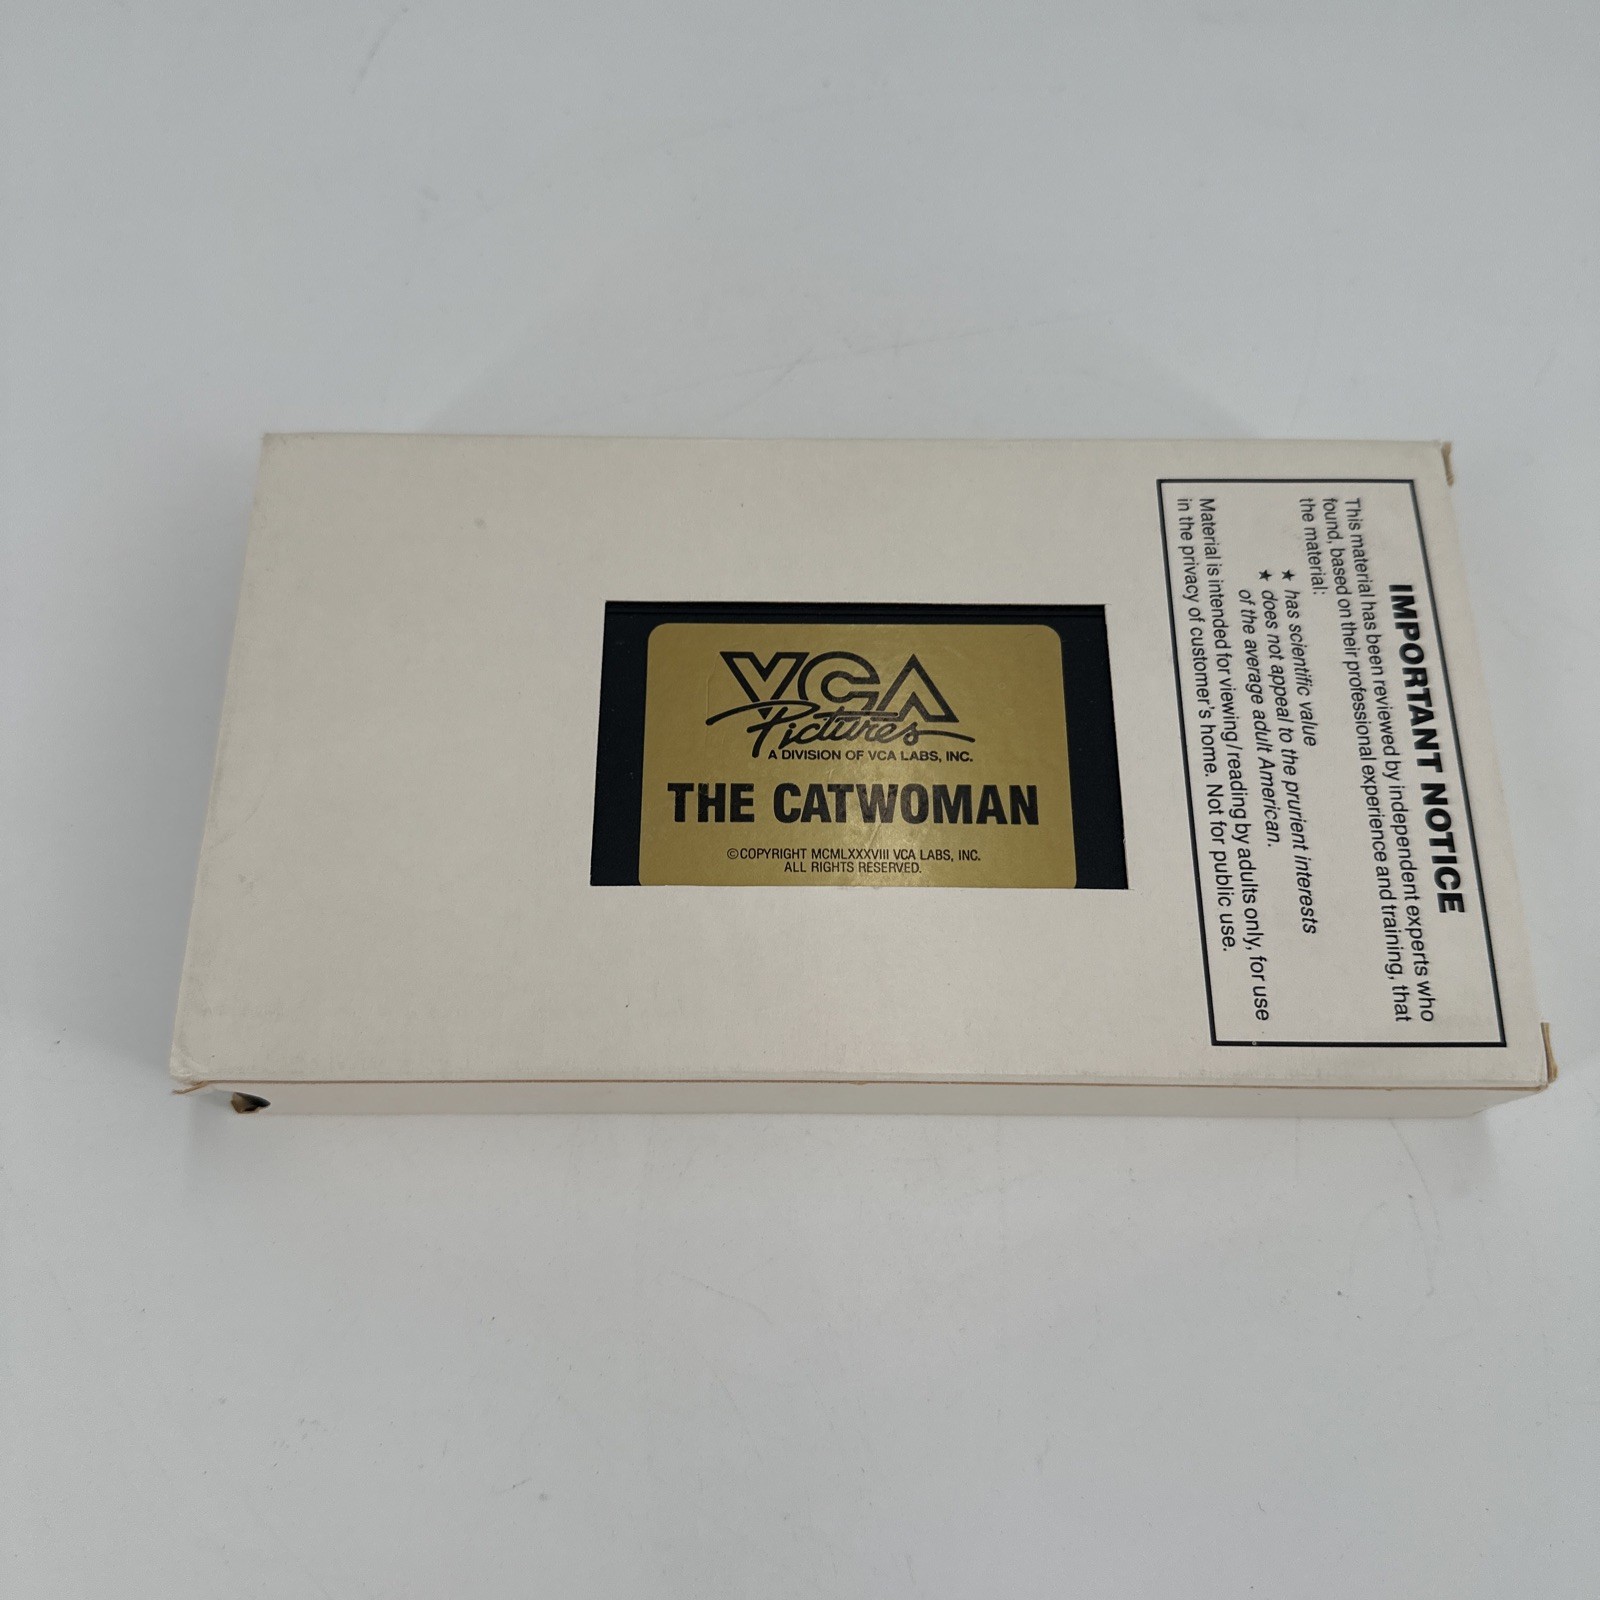 VCA
Pictures
A DIVISION OF VCA LABS, INC.
THE CATWOMAN
©COPYRIGHT MCMLXXXVIII VCA LABS, INC.
ALL RIGHTS RESERVED.
IMPORTANT NOTICE
This material has been reviewed by independent experts who
found, based on their professional experience and training, that
the material:
★ has scientific value
★ does not appeal to the prurient interests
of the average adult American.
Material is intended for viewing/reading by adults only, for use
in the privacy of customer's home. Not for public use.